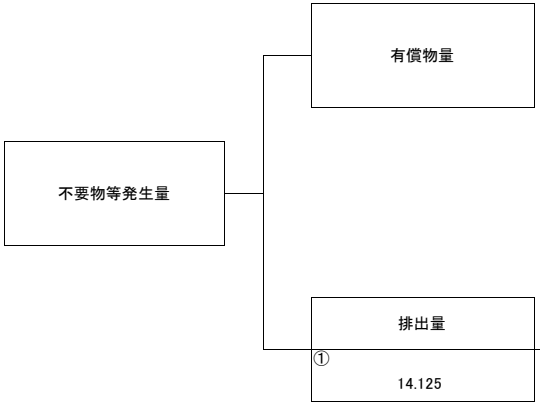 有償物量
不要物等発生量
排出量
①
14.125